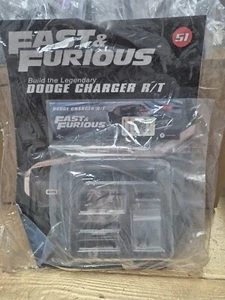 FAST &
FURIOUS
51
Build the Legendary
DODGE CHARGER R/T
DODGE CHARGER R/T
FAST &
FURIOUS